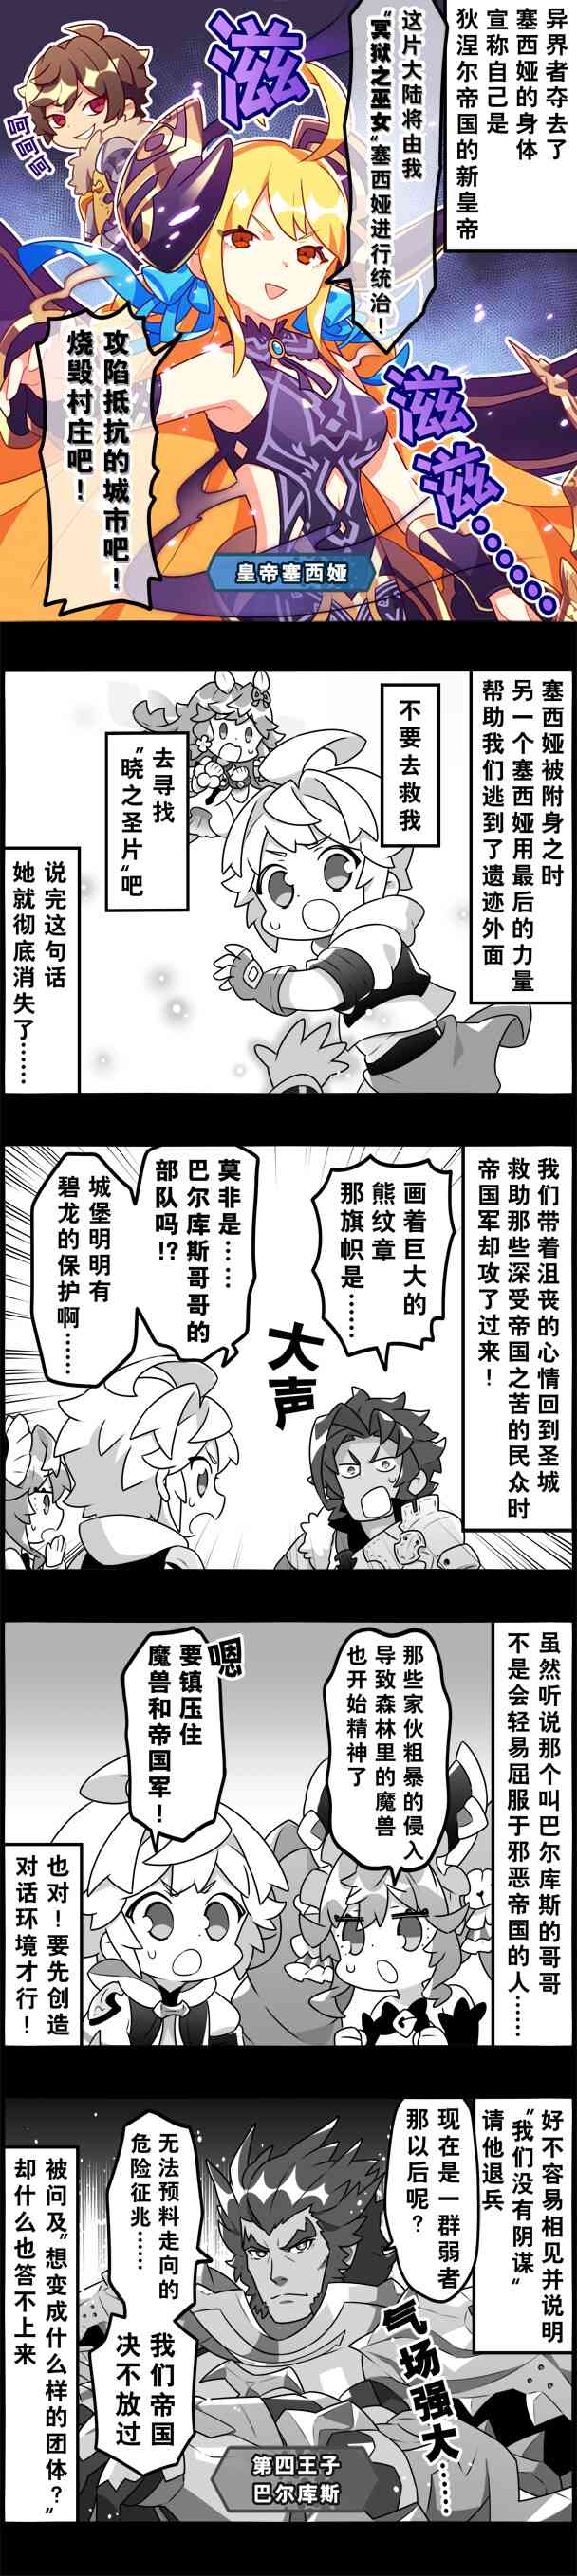 异界者夺去了
塞西娅的身体
宣称自己是
狄涅尔帝国的新皇帝
这片大陆将由我
“冥狱之巫女”塞西娅进行统治！
滋
滋
滋……
攻陷抵抗的城市吧！
烧毁村庄吧！
皇帝塞西娅
塞西娅被附身之时
另一个塞西娅用最后的力量
帮助我们逃到了遗迹外面
不要去救我
去寻找
“晓之圣片”吧
说完这句话
她就彻底消失了……
我们带着沮丧的心情回到圣城
救助那些深受帝国之苦的民众时
帝国军却攻了过来！
画着巨大的
熊纹章
那旗帜是……
大声
莫非是……
巴尔库斯哥哥的
部队吗!?
城堡明明有
碧龙的保护啊……
虽然听说那个叫巴尔库斯的哥哥
不是会轻易屈服于邪恶帝国的人……
那些家伙粗暴的侵入
导致森林里的魔兽
也开始精神了
嗯
要镇压住
魔兽和帝国军！
也对！要先创造
对话环境才行！
好不容易相见并说明
“我们没有阴谋”
请他退兵
现在是一群弱者
那以后呢？
气场强大……
无法预料走向的
危险征兆……
我们帝国
决不放过
第四王子
巴尔库斯
被问及“想变成什么样的团体？”
却什么也答不上来